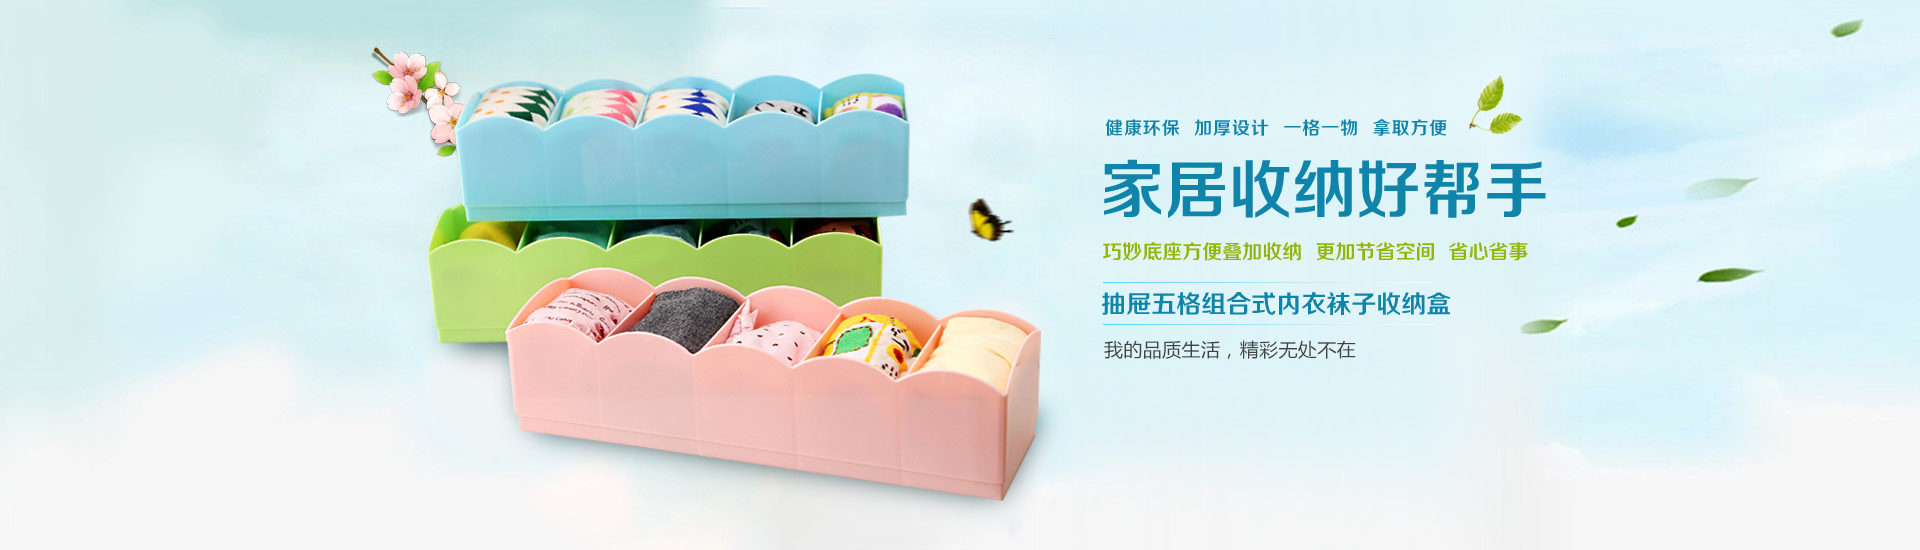 健康环保 加厚设计 一格一物 拿取方便
家居收纳好帮手
巧妙底座方便叠加收纳 更加节省空间 省心省事
抽屉五格组合式内衣袜子收纳盒
我的品质生活，精彩无处不在